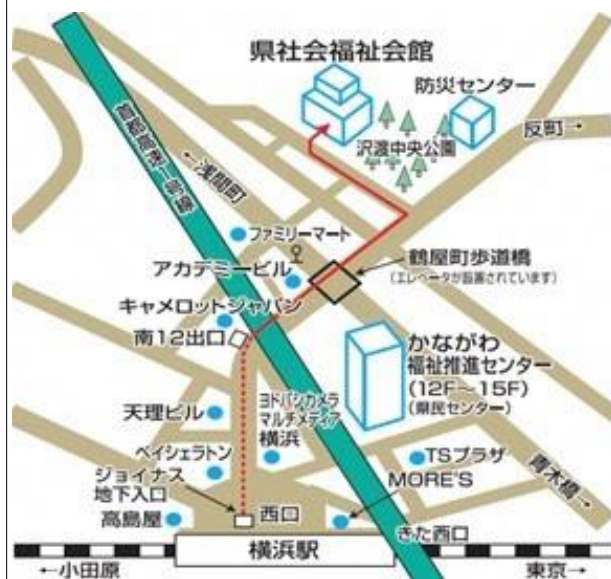 県社会福祉会館
防災センター
反町→
沢渡中央公園
首都高速一号線
←浅間町
ファミリーマート
アカデミービル
鶴屋町歩道橋
(エレベータが設置されています)
キャメロットジャパン
南12出口
かながわ
福祉推進センター
(12F〜15F)
(県民センター)
天理ビル
ヨドバシカメラ
マルチメディア
横浜
ベイシェラトン
ジョイナス
地下入口
TSプラザ
MORE'S
青木橋
高島屋
西口
きた西口
横浜駅
←小田原
東京→